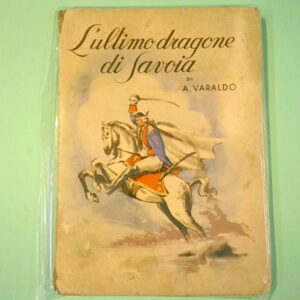 L'ultimo dragone
di Savoia
DI
A. VARALDO